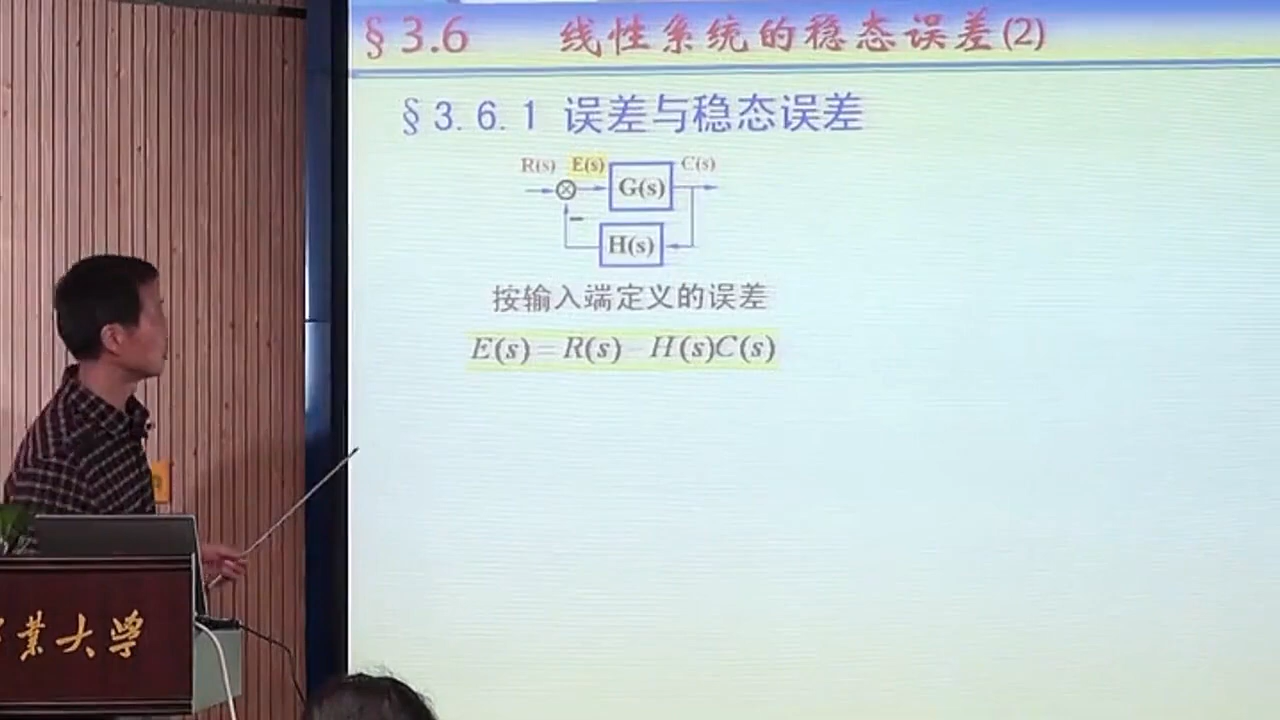 §3.6 线性系统的稳态误差(2)
§3.6.1 误差与稳态误差
R(s) E(s) G(s) C(s)
−
H(s)
按输入端定义的误差
E(s)=R(s)−H(s)C(s)
业大学